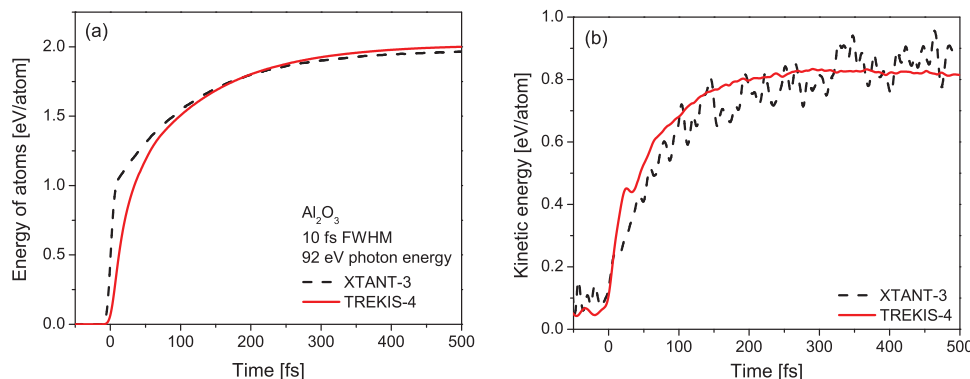 (a)
Energy of atoms [eV/atom]
2.0
1.5
1.0
0.5
0.0
Al₂O₃
10 fs FWHM
92 eV photon energy
XTANT-3
TREKIS-4
0 100 200 300 400 500
Time [fs]
(b)
Kinetic energy [eV/atom]
1.0
0.8
0.6
0.4
0.2
0.0
XTANT-3
TREKIS-4
0 100 200 300 400 500
Time [fs]